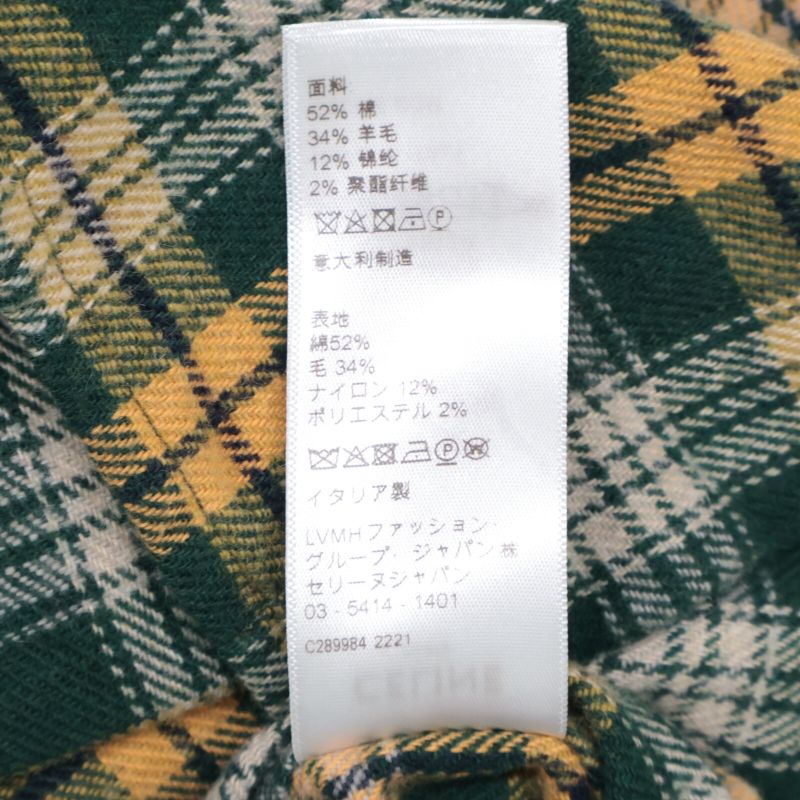 面料
52% 棉
34% 羊毛
12% 锦纶
2% 聚酯纤维
P
意大利制造
表地
綿52%
毛 34%
ナイロン 12%
ポリエステル 2%
P W
イタリア製
LVMHファッション・
グループ・ジャパン㈱
セリーヌジャパン
03 - 5414 - 1401
C289984 2221
CELINE